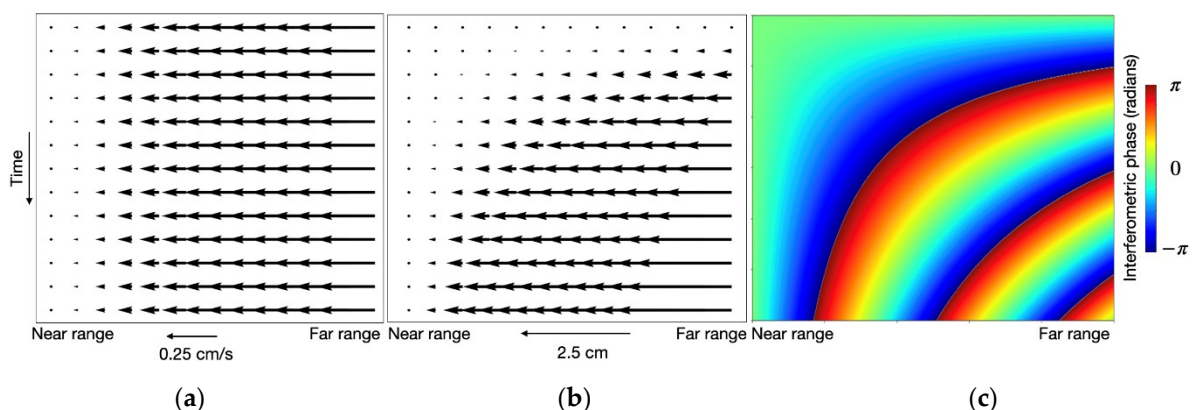 Time
Near range
Far range
0.25 cm/s
Near range
Far range
2.5 cm
Near range
Far range
Interferometric phase (radians)
π
0
−π
(a)
(b)
(c)